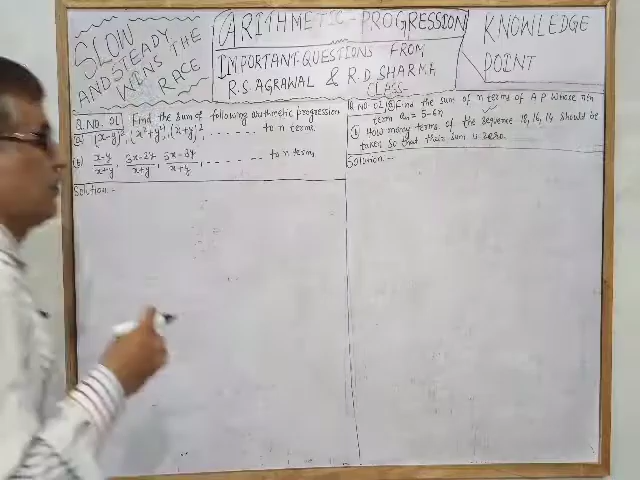 SLOW
AND STEADY
WINS THE
RACE
ARITHMETIC - PROGRESSION
IMPORTANT-QUESTIONS FROM
R.S AGRAWAL & R.D SHARMA
CLASS
KNOWLEDGE
POINT
Q.NO. 01 Find the sum of following arithmetic progression
(a) (x-y)², (x²+y²), (x+y)², ........ to n terms.
(b) x-y/x+y, 3x-2y/x+y, 5x-3y/x+y, ........ to n terms,
Solution:-
Q.NO. 02, (a) Find the sum of n terms of A P Whose nth
term an = 5-6n
(b) How many terms of the sequence 18, 16, 14 should be
taken so that their sum is zero.
Solution:-